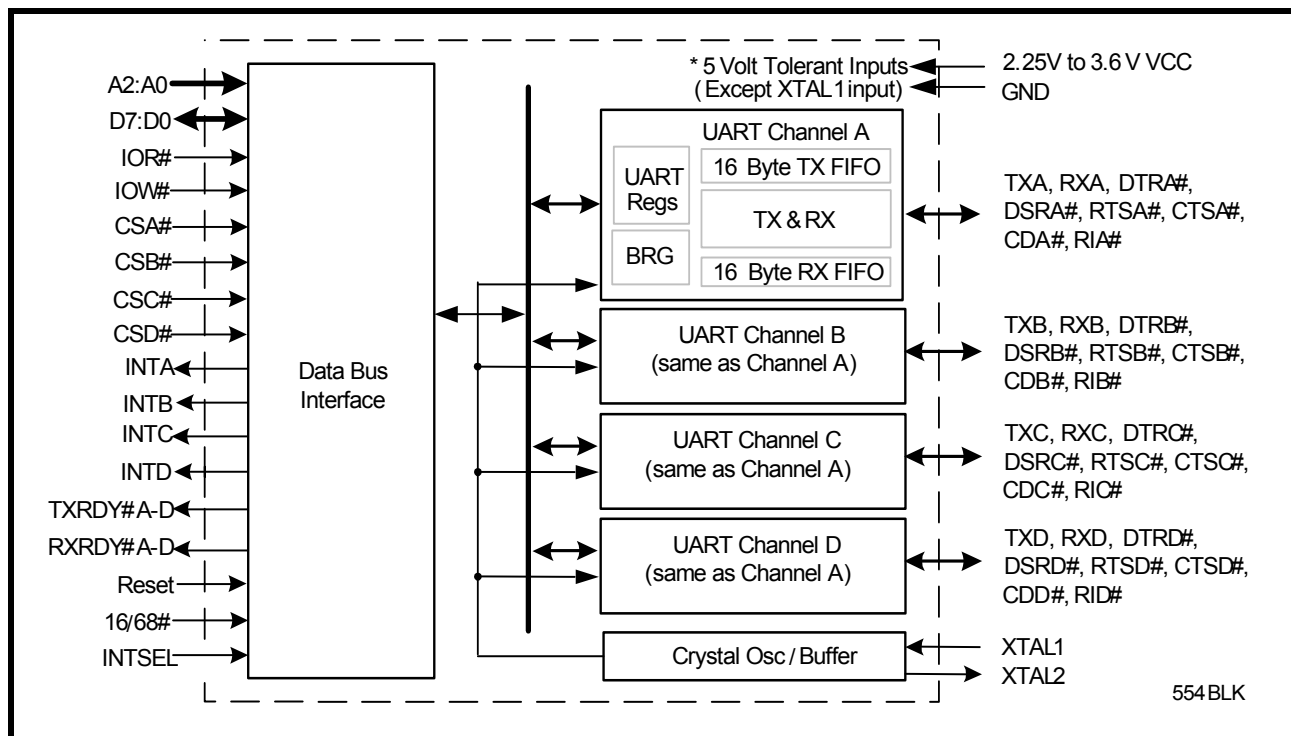 A2:A0
D7:D0
IOR#
IOW#
CSA#
CSB#
CSC#
CSD#
INTA
INTB
INTC
INTD
TXRDY# A-D
RXRDY# A-D
Reset
16/68#
INTSEL
Data Bus
Interface
* 5 Volt Tolerant Inputs
(Except XTAL1 input)
2.25V to 3.6 V VCC
GND
UART Channel A
UART
Regs
BRG
16 Byte TX FIFO
TX & RX
16 Byte RX FIFO
TXA, RXA, DTRA#,
DSRA#, RTSA#, CTSA#,
CDA#, RIA#
UART Channel B
(same as Channel A)
TXB, RXB, DTRB#,
DSRB#, RTSB#, CTSB#,
CDB#, RIB#
UART Channel C
(same as Channel A)
TXC, RXC, DTRC#,
DSRC#, RTSC#, CTSC#,
CDC#, RIC#
UART Channel D
(same as Channel A)
TXD, RXD, DTRD#,
DSRD#, RTSD#, CTSD#,
CDD#, RID#
Crystal Osc / Buffer
XTAL1
XTAL2
554 BLK